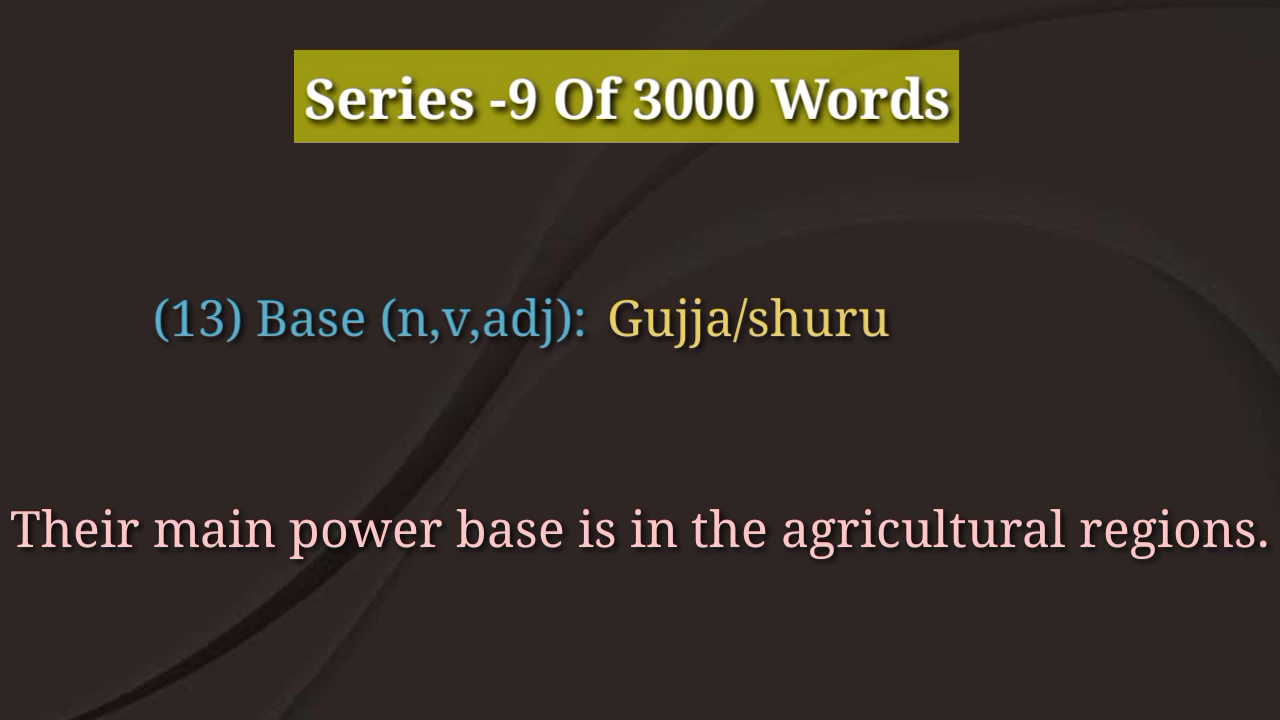 Series -9 Of 3000 Words
(13) Base (n,v,adj): Gujja/shuru
Their main power base is in the agricultural regions.